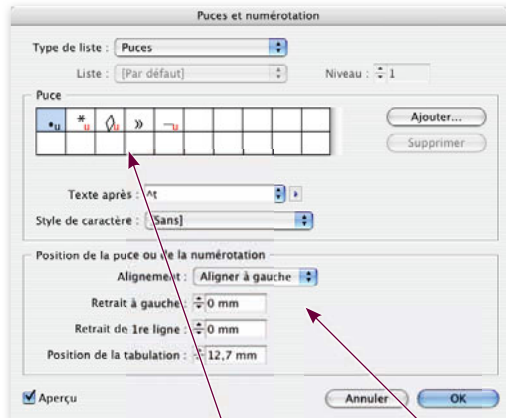 Puces et numérotation
Type de liste : Puces
Liste : [Par défaut] Niveau : 1
Puce
•u *u u » ¬u
Ajouter...
Supprimer
Texte après : ^t
Style de caractère : [Sans]
Position de la puce ou de la numérotation
Alignement : Aligner à gauche
Retrait à gauche : 0 mm
Retrait de 1re ligne : 0 mm
Position de la tabulation : 12,7 mm
Aperçu Annuler OK